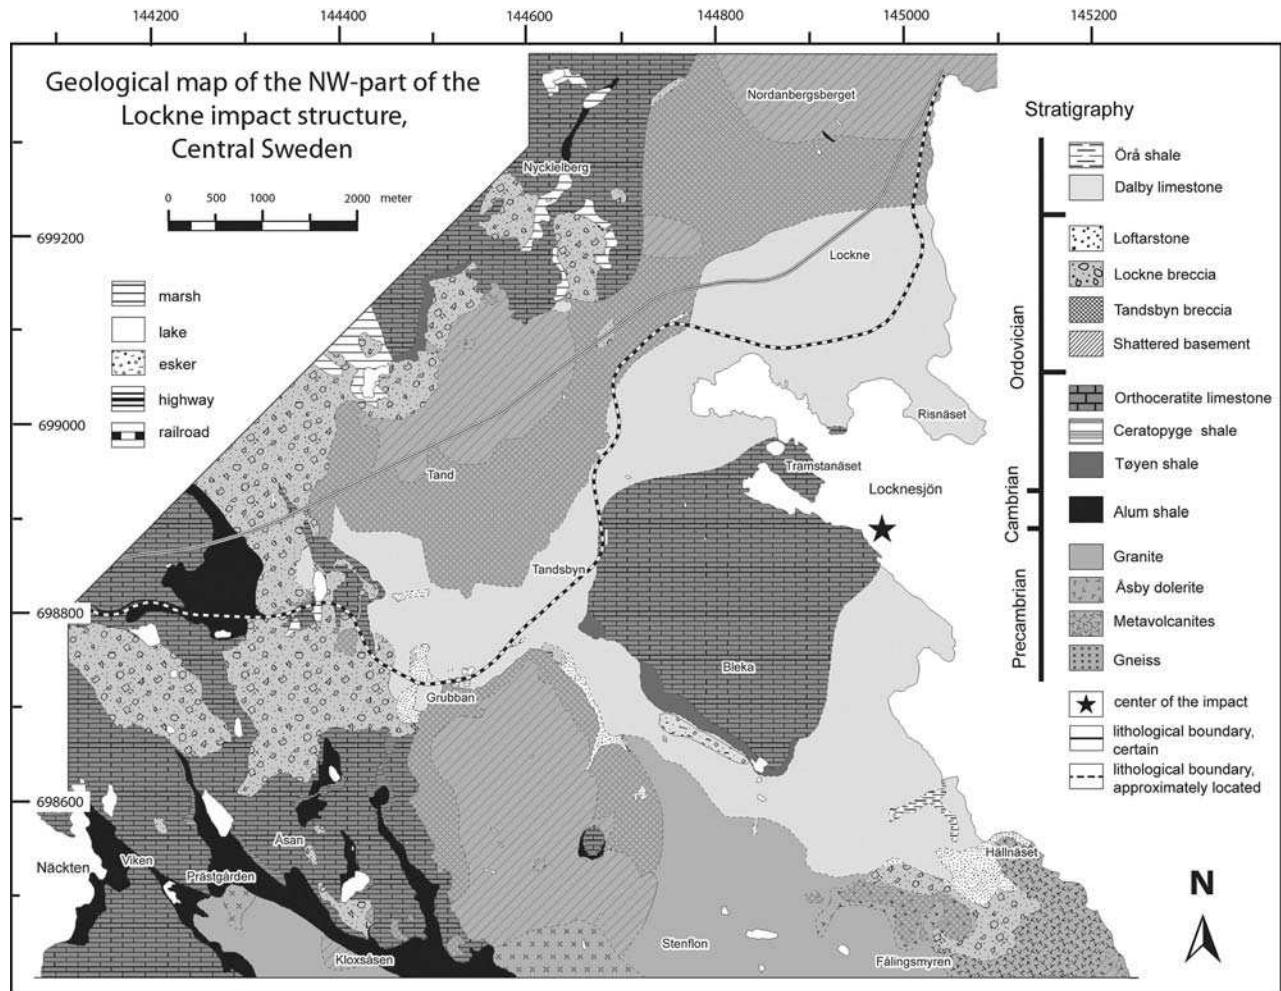 144200
144400
144600
144800
145000
145200
Geological map of the NW-part of the
Lockne impact structure,
Central Sweden
0 500 1000 2000 meter
699200
699000
698800
698600
marsh
lake
esker
highway
railroad
Nordanbergsberget
Nycklelberg
Lockne
Risnäset
Tand
Tramstanäset
Locknesjön
Tandsbyn
Bleka
Grubban
Åsan
Näckten
Viken
Prästgården
Hällnäset
Kloxsåsen
Stenflon
Fålingsmyren
Stratigraphy
Ordovician
Cambrian
Precambrian
Örå shale
Dalby limestone
Loftarstone
Lockne breccia
Tandsbyn breccia
Shattered basement
Orthoceratite limestone
Ceratopyge shale
Tøyen shale
Alum shale
Granite
Åsby dolerite
Metavolcanites
Gneiss
center of the impact
lithological boundary,
certain
lithological boundary,
approximately located
N